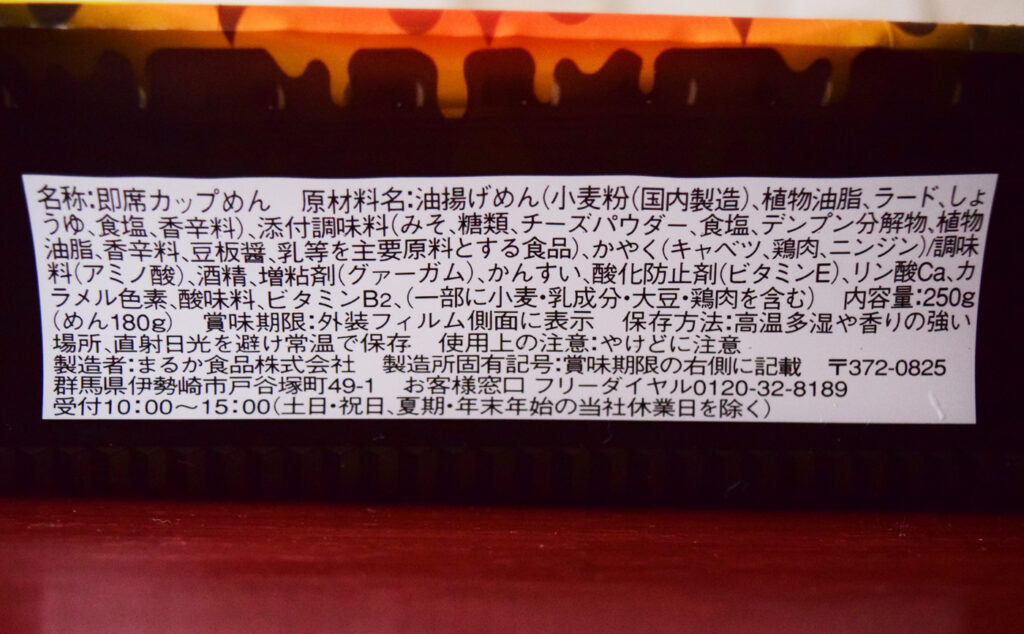 名称:即席カップめん　原材料名:油揚げめん(小麦粉(国内製造)、植物油脂、ラード、しょ
うゆ、食塩、香辛料)、添付調味料(みそ、糖類、チーズパウダー、食塩、デンプン分解物、植物
油脂、香辛料、豆板醤、乳等を主要原料とする食品)、かやく(キャベツ、鶏肉、ニンジン)/調味
料(アミノ酸)、酒精、増粘剤(グァーガム)、かんすい、酸化防止剤(ビタミンE)、リン酸Ca、カ
ラメル色素、酸味料、ビタミンB2、(一部に小麦・乳成分・大豆・鶏肉を含む)　内容量:250g
(めん180g)　賞味期限:外装フィルム側面に表示　保存方法:高温多湿や香りの強い
場所、直射日光を避け常温で保存　使用上の注意:やけどに注意
製造者:まるか食品株式会社　製造所固有記号:賞味期限の右側に記載　〒372-0825
群馬県伊勢崎市戸谷塚町49-1　お客様窓口 フリーダイヤル0120-32-8189
受付10:00〜15:00(土日・祝日、夏期・年末年始の当社休業日を除く)